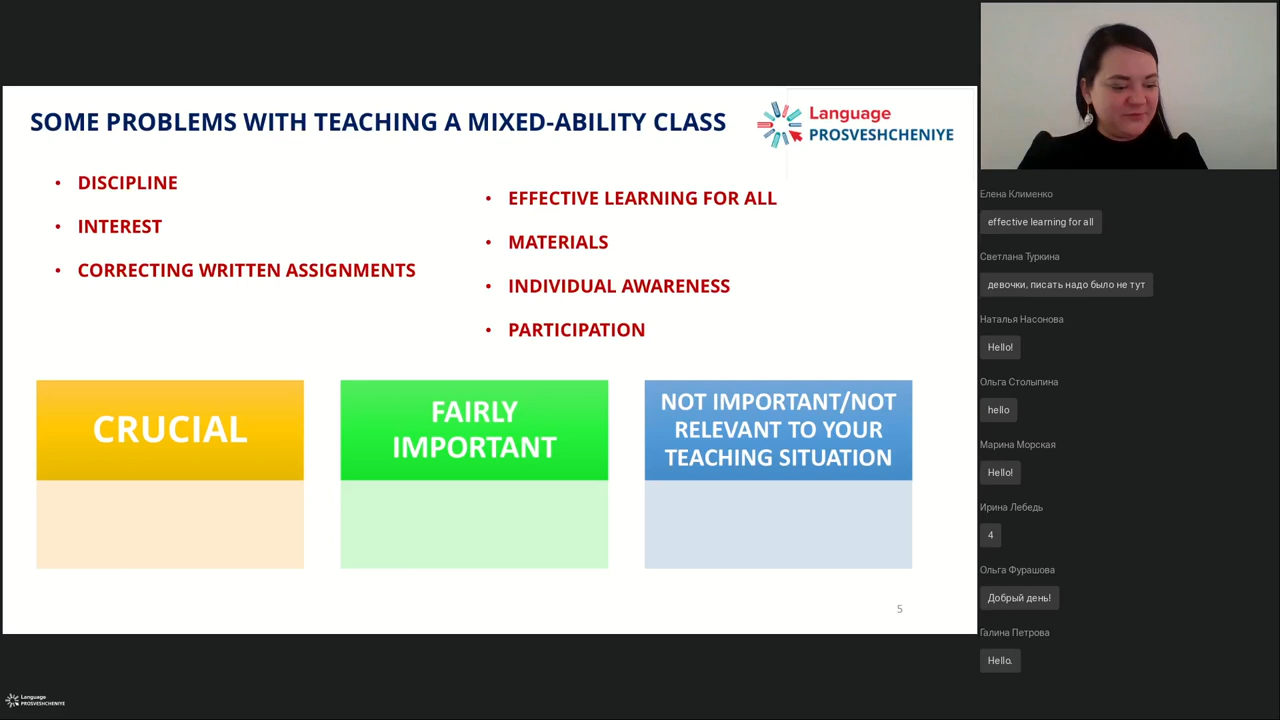 SOME PROBLEMS WITH TEACHING A MIXED-ABILITY CLASS
Language
PROSVESHCHENIYE
• DISCIPLINE
• INTEREST
• CORRECTING WRITTEN ASSIGNMENTS
• EFFECTIVE LEARNING FOR ALL
• MATERIALS
• INDIVIDUAL AWARENESS
• PARTICIPATION
CRUCIAL
FAIRLY
IMPORTANT
NOT IMPORTANT/NOT
RELEVANT TO YOUR
TEACHING SITUATION
5
Елена Клименко
effective learning for all
Светлана Туркина
девочки, писать надо было не тут
Наталья Насонова
Hello!
Ольга Столыпина
hello
Марина Морская
Hello!
Ирина Лебедь
4
Ольга Фурашова
Добрый день!
Галина Петрова
Hello.
Language
PROSVESHCHENIYE